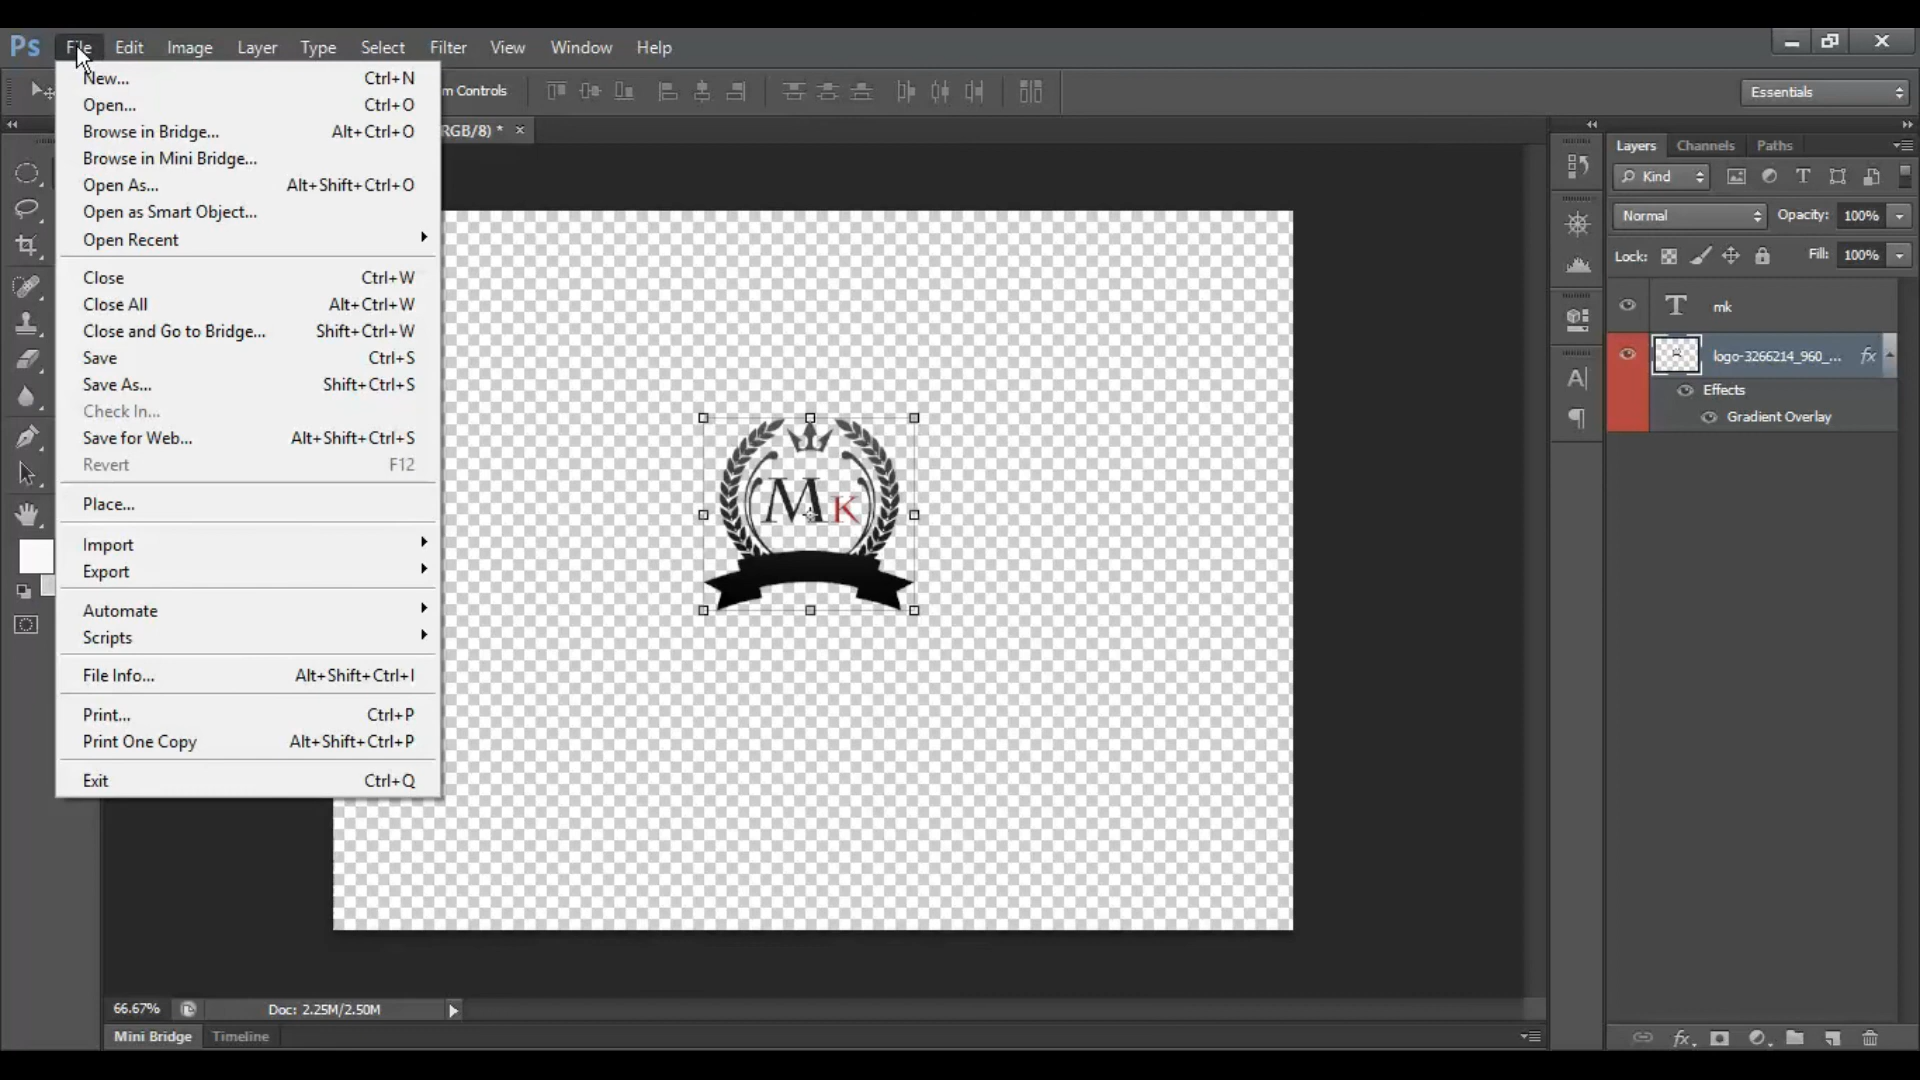 Ps File Edit Image Layer Type Select Filter View Window Help
m Controls
Essentials
RGB/8) *
New... Ctrl+N
Open... Ctrl+O
Browse in Bridge... Alt+Ctrl+O
Browse in Mini Bridge...
Open As... Alt+Shift+Ctrl+O
Open as Smart Object...
Open Recent
Close Ctrl+W
Close All Alt+Ctrl+W
Close and Go to Bridge... Shift+Ctrl+W
Save Ctrl+S
Save As... Shift+Ctrl+S
Check In...
Save for Web... Alt+Shift+Ctrl+S
Revert F12
Place...
Import
Export
Automate
Scripts
File Info... Alt+Shift+Ctrl+I
Print... Ctrl+P
Print One Copy Alt+Shift+Ctrl+P
Exit Ctrl+Q
MK
Layers Channels Paths
Kind
Normal Opacity: 100%
Lock: Fill: 100%
mk
logo-3266214_960_... fx
Effects
Gradient Overlay
66.67% Doc: 2.25M/2.50M
Mini Bridge Timeline
fx